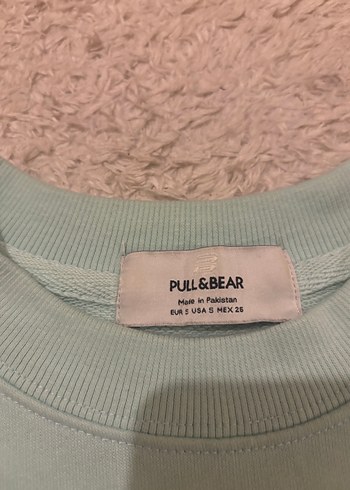 PULL&BEAR
Made in Pakistan
EUR S USA S MEX 26